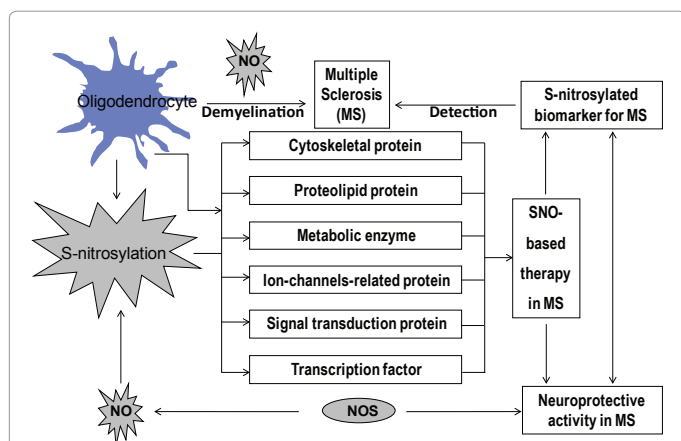 NO
Oligodendrocyte
Demyelination
Multiple
Sclerosis
(MS)
Detection
S-nitrosylated
biomarker for MS
Cytoskeletal protein
Proteolipid protein
Metabolic enzyme
Ion-channels-related protein
Signal transduction protein
Transcription factor
S-nitrosylation
SNO-
based
therapy
in MS
NO
NOS
Neuroprotective
activity in MS